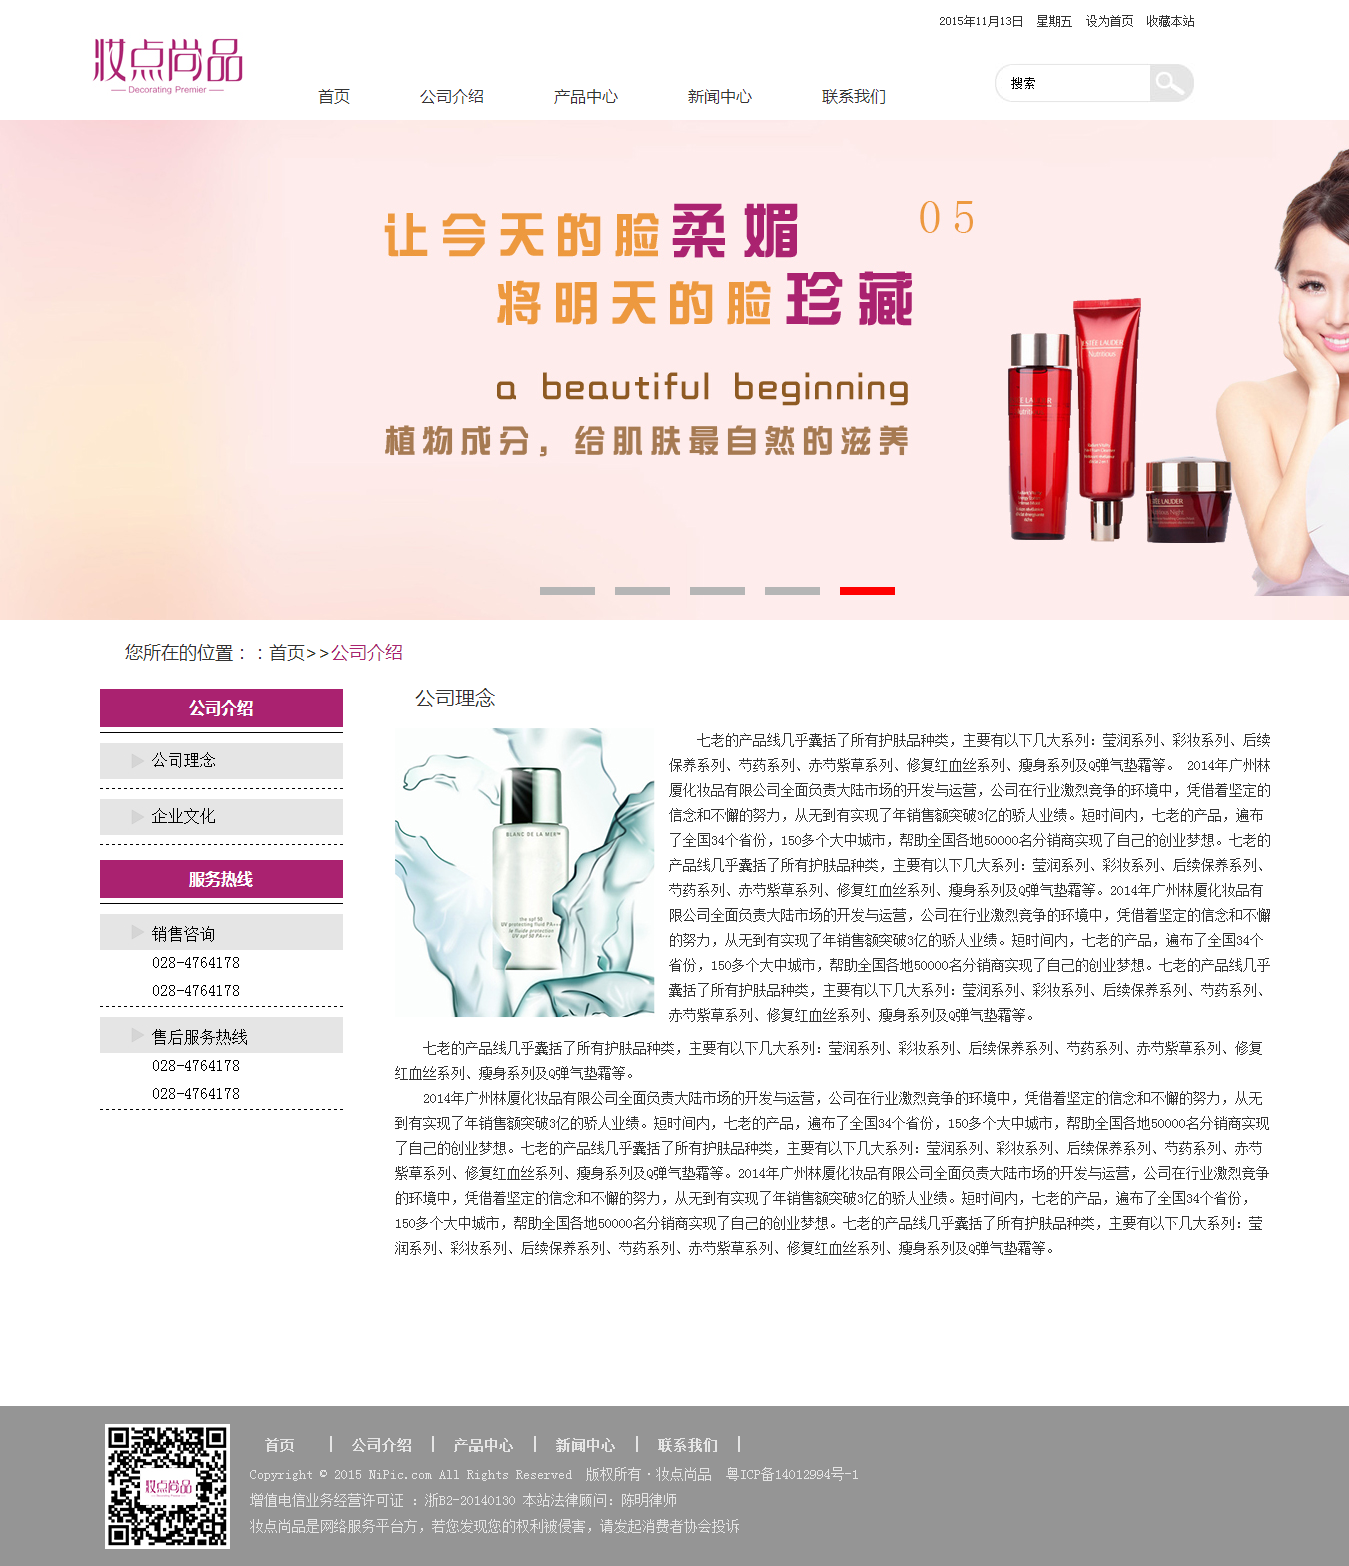 2015年11月13日 星期五 设为首页 收藏本站
妆点尚品
Decorating Premier
首页 公司介绍 产品中心 新闻中心 联系我们
搜索
让今天的脸柔媚
05
将明天的脸珍藏
a beautiful beginning
植物成分，给肌肤最自然的滋养
ESTEE LAUDER
Nutritious
您所在的位置：：首页>>公司介绍
公司介绍
公司理念
企业文化
服务热线
销售咨询
028-4764178
028-4764178
售后服务热线
028-4764178
028-4764178
公司理念
BLANC DE LA MER™
the spf 50
UV protecting fluid PA+++
le fluide protection
UV spf 50 PA+++
七老的产品线几乎囊括了所有护肤品种类，主要有以下几大系列：莹润系列、彩妆系列、后续
保养系列、芍药系列、赤芍紫草系列、修复红血丝系列、瘦身系列及Q弹气垫霜等。 2014年广州林
厦化妆品有限公司全面负责大陆市场的开发与运营，公司在行业激烈竞争的环境中，凭借着坚定的
信念和不懈的努力，从无到有实现了年销售额突破3亿的骄人业绩。短时间内，七老的产品，遍布
了全国34个省份，150多个大中城市，帮助全国各地50000名分销商实现了自己的创业梦想。七老的
产品线几乎囊括了所有护肤品种类，主要有以下几大系列：莹润系列、彩妆系列、后续保养系列、
芍药系列、赤芍紫草系列、修复红血丝系列、瘦身系列及Q弹气垫霜等。2014年广州林厦化妆品有
限公司全面负责大陆市场的开发与运营，公司在行业激烈竞争的环境中，凭借着坚定的信念和不懈
的努力，从无到有实现了年销售额突破3亿的骄人业绩。短时间内，七老的产品，遍布了全国34个
省份，150多个大中城市，帮助全国各地50000名分销商实现了自己的创业梦想。七老的产品线几乎
囊括了所有护肤品种类，主要有以下几大系列：莹润系列、彩妆系列、后续保养系列、芍药系列、
赤芍紫草系列、修复红血丝系列、瘦身系列及Q弹气垫霜等。
七老的产品线几乎囊括了所有护肤品种类，主要有以下几大系列：莹润系列、彩妆系列、后续保养系列、芍药系列、赤芍紫草系列、修复
红血丝系列、瘦身系列及Q弹气垫霜等。
2014年广州林厦化妆品有限公司全面负责大陆市场的开发与运营，公司在行业激烈竞争的环境中，凭借着坚定的信念和不懈的努力，从无
到有实现了年销售额突破3亿的骄人业绩。短时间内，七老的产品，遍布了全国34个省份，150多个大中城市，帮助全国各地50000名分销商实现
了自己的创业梦想。七老的产品线几乎囊括了所有护肤品种类，主要有以下几大系列：莹润系列、彩妆系列、后续保养系列、芍药系列、赤芍
紫草系列、修复红血丝系列、瘦身系列及Q弹气垫霜等。2014年广州林厦化妆品有限公司全面负责大陆市场的开发与运营，公司在行业激烈竞争
的环境中，凭借着坚定的信念和不懈的努力，从无到有实现了年销售额突破3亿的骄人业绩。短时间内，七老的产品，遍布了全国34个省份，
150多个大中城市，帮助全国各地50000名分销商实现了自己的创业梦想。七老的产品线几乎囊括了所有护肤品种类，主要有以下几大系列：莹
润系列、彩妆系列、后续保养系列、芍药系列、赤芍紫草系列、修复红血丝系列、瘦身系列及Q弹气垫霜等。
妆点尚品
首页 | 公司介绍 | 产品中心 | 新闻中心 | 联系我们 |
Copyright © 2015 NiPic.com All Rights Reserved 版权所有·妆点尚品 粤ICP备14012994号-1
增值电信业务经营许可证 ：浙B2-20140130 本站法律顾问：陈明律师
妆点尚品是网络服务平台方，若您发现您的权利被侵害，请发起消费者协会投诉